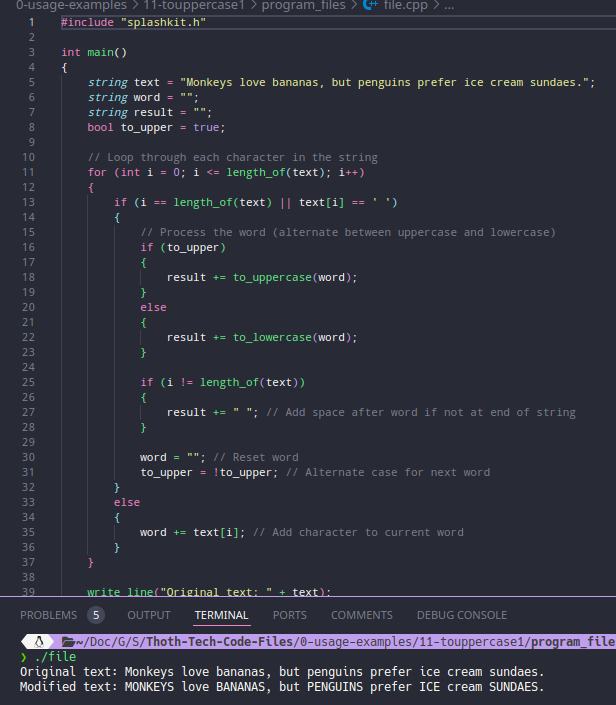 0-usage-examples > 11-touppercase1 > program_files > file.cpp > ...
1 #include "splashkit.h"
2
3 int main()
4 {
5     string text = "Monkeys love bananas, but penguins prefer ice cream sundaes.";
6     string word = "";
7     string result = "";
8     bool to_upper = true;
9
10     // Loop through each character in the string
11     for (int i = 0; i <= length_of(text); i++)
12     {
13         if (i == length_of(text) || text[i] == ' ')
14         {
15             // Process the word (alternate between uppercase and lowercase)
16             if (to_upper)
17             {
18                 result += to_uppercase(word);
19             }
20             else
21             {
22                 result += to_lowercase(word);
23             }
24
25             if (i != length_of(text))
26             {
27                 result += " "; // Add space after word if not at end of string
28             }
29
30             word = ""; // Reset word
31             to_upper = !to_upper; // Alternate case for next word
32         }
33         else
34         {
35             word += text[i]; // Add character to current word
36         }
37     }
38
39     write_line("Original text: " + text);
PROBLEMS 5 OUTPUT TERMINAL PORTS COMMENTS DEBUG CONSOLE
~/Doc/G/S/Thoth-Tech-Code-Files/0-usage-examples/11-touppercase1/program_file
❯ ./file
Original text: Monkeys love bananas, but penguins prefer ice cream sundaes.
Modified text: MONKEYS love BANANAS, but PENGUINS prefer ICE cream SUNDAES.